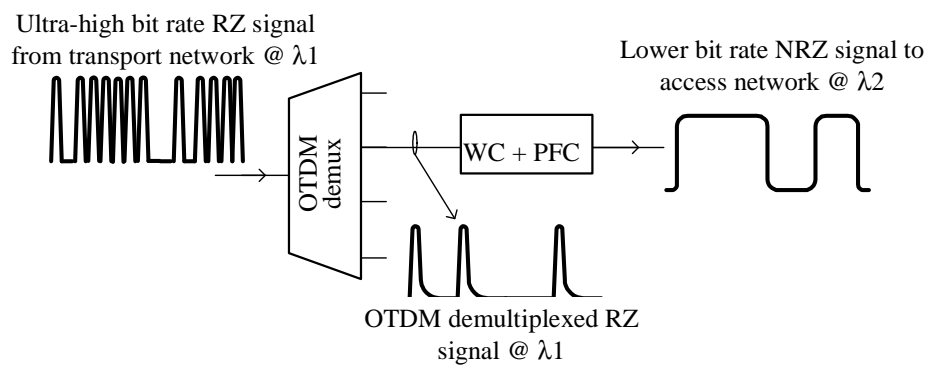 Ultra-high bit rate RZ signal
from transport network @ λ1
Lower bit rate NRZ signal to
access network @ λ2
OTDM
demux
WC + PFC
OTDM demultiplexed RZ
signal @ λ1